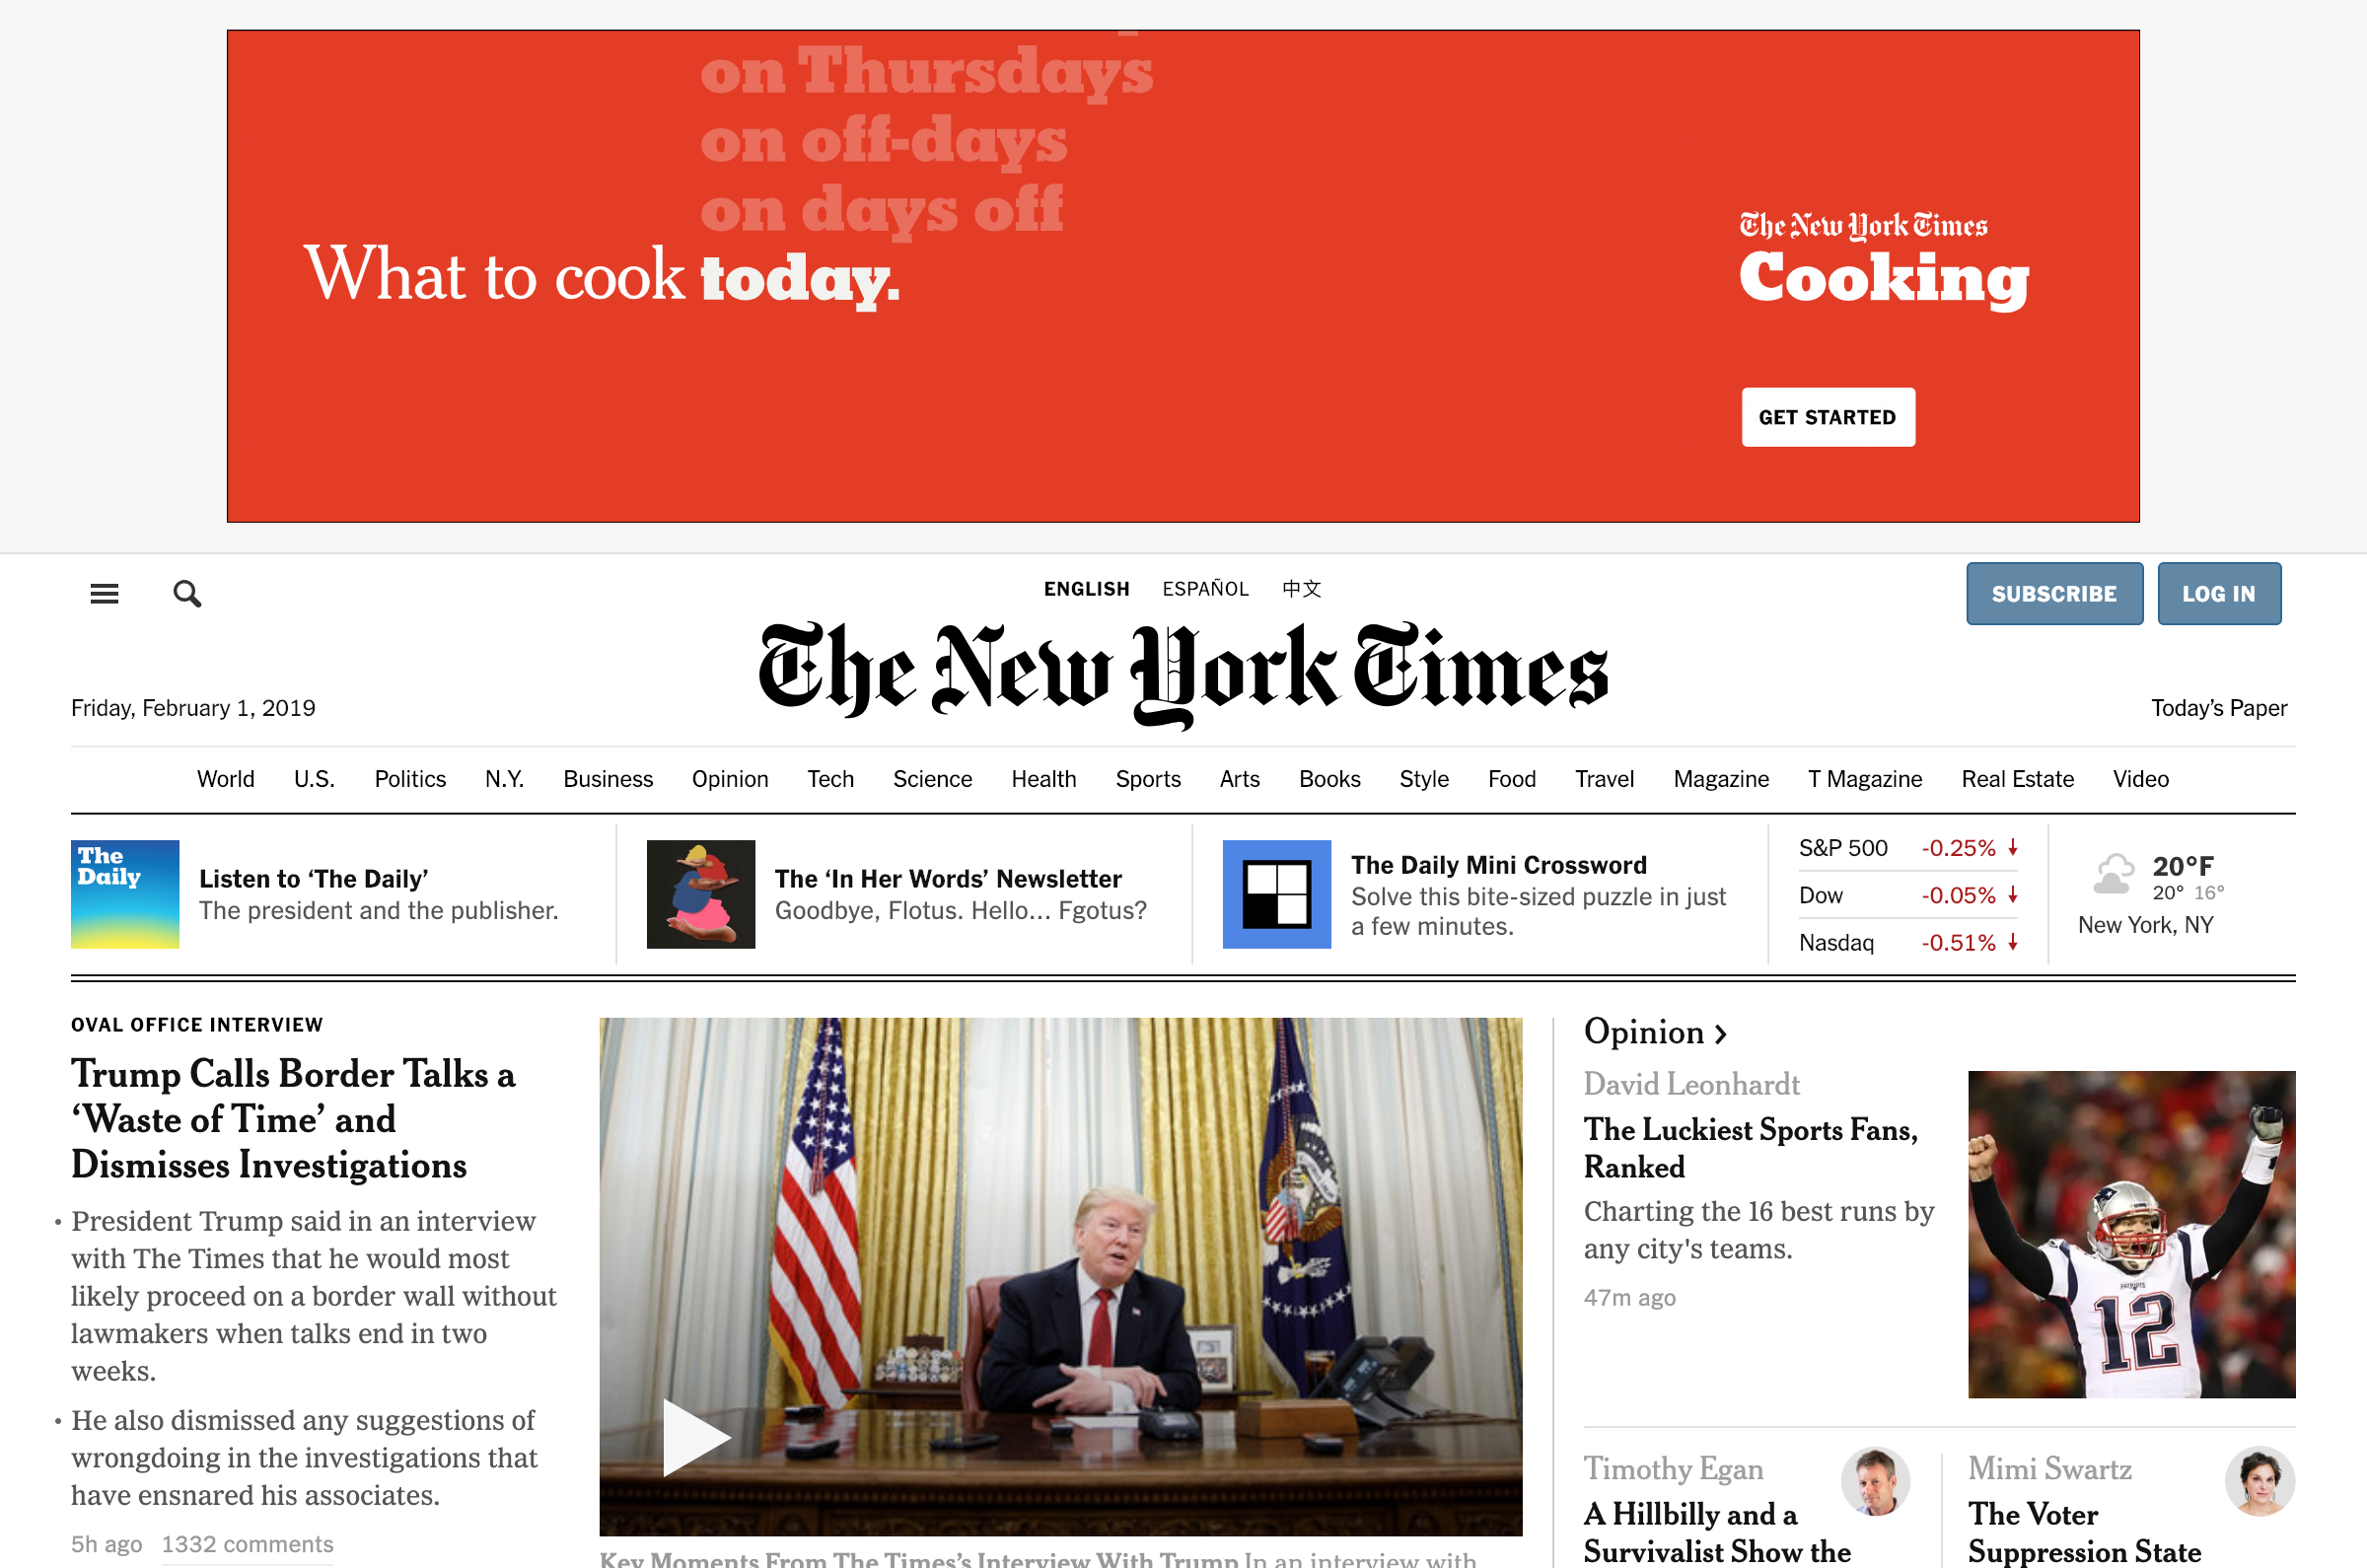 on Thursdays
on off-days
on days off
What to cook today.
The New York Times
Cooking
GET STARTED
ENGLISH ESPAÑOL 中文
SUBSCRIBE LOG IN
The New York Times
Friday, February 1, 2019
Today’s Paper
World U.S. Politics N.Y. Business Opinion Tech Science Health Sports Arts Books Style Food Travel Magazine T Magazine Real Estate Video
The
Daily
Listen to ‘The Daily’
The president and the publisher.
The ‘In Her Words’ Newsletter
Goodbye, Flotus. Hello... Fgotus?
The Daily Mini Crossword
Solve this bite-sized puzzle in just
a few minutes.
S&P 500 -0.25% ↓
Dow -0.05% ↓
Nasdaq -0.51% ↓
20°F
20° 16°
New York, NY
OVAL OFFICE INTERVIEW
Trump Calls Border Talks a
‘Waste of Time’ and
Dismisses Investigations
• President Trump said in an interview
with The Times that he would most
likely proceed on a border wall without
lawmakers when talks end in two
weeks.
• He also dismissed any suggestions of
wrongdoing in the investigations that
have ensnared his associates.
5h ago 1332 comments
Key Moments From The Times’s Interview With Trump In an interview with
Opinion ›
David Leonhardt
The Luckiest Sports Fans,
Ranked
Charting the 16 best runs by
any city's teams.
47m ago
PATRIOTS
12
Timothy Egan
A Hillbilly and a
Survivalist Show the
Mimi Swartz
The Voter
Suppression State